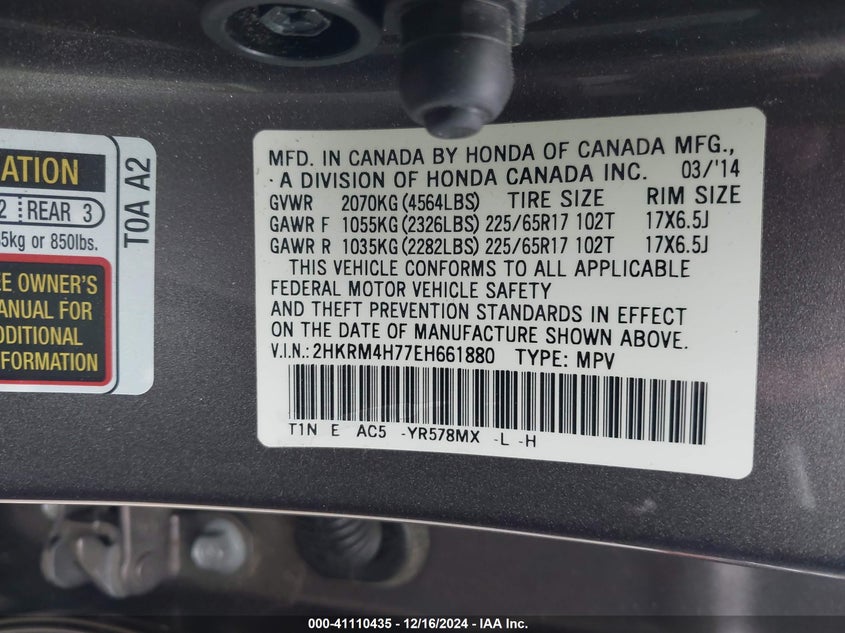 ATION
2 REAR 3
5kg or 850lbs.
EE OWNER'S
ANUAL FOR
DDITIONAL
FORMATION
T0A A2
MFD. IN CANADA BY HONDA OF CANADA MFG.,
A DIVISION OF HONDA CANADA INC. 03/'14
GVWR 2070KG(4564LBS) TIRE SIZE RIM SIZE
GAWR F 1055KG(2326LBS) 225/65R17 102T 17X6.5J
GAWR R 1035KG(2282LBS) 225/65R17 102T 17X6.5J
THIS VEHICLE CONFORMS TO ALL APPLICABLE
FEDERAL MOTOR VEHICLE SAFETY
AND THEFT PREVENTION STANDARDS IN EFFECT
ON THE DATE OF MANUFACTURE SHOWN ABOVE.
V.I.N.: 2HKRM4H77EH661880 TYPE: MPV
T1N E AC5 -YR578MX -L -H
000-41110435 - 12/16/2024 - IAA Inc.